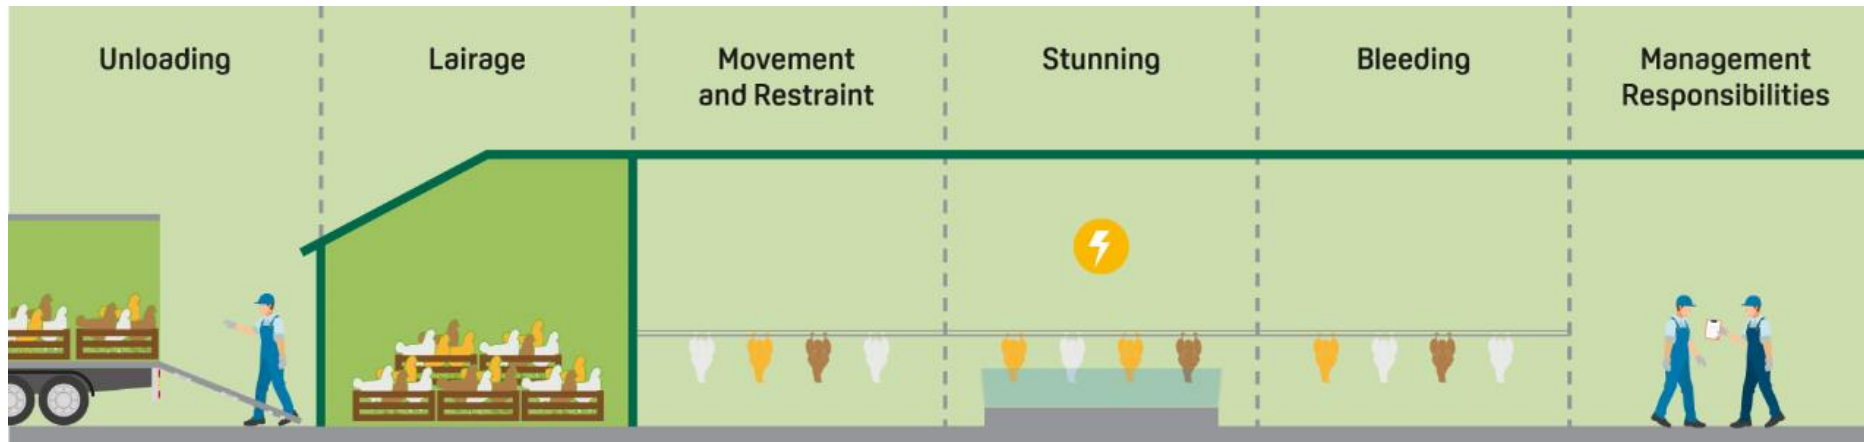 Unloading
Lairage
Movement
and Restraint
Stunning
Bleeding
Management
Responsibilities